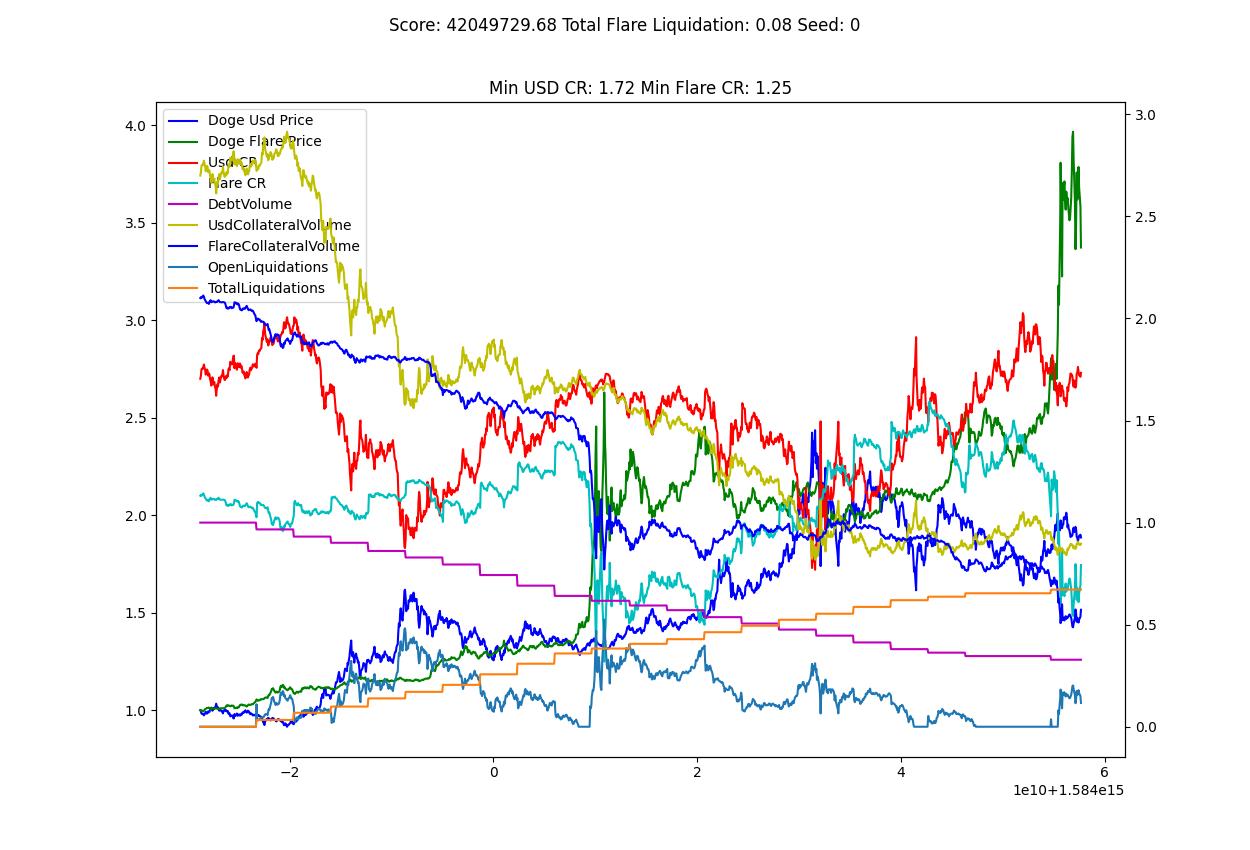 Score: 42049729.68 Total Flare Liquidation: 0.08 Seed: 0
Min USD CR: 1.72 Min Flare CR: 1.25
Doge Usd Price
Doge Flare Price
Usd CR
Flare CR
DebtVolume
UsdCollateralVolume
FlareCollateralVolume
OpenLiquidations
TotalLiquidations
4.0
3.5
3.0
2.5
2.0
1.5
1.0
3.0
2.5
2.0
1.5
1.0
0.5
0.0
−2
0
2
4
6
1e10+1.584e15